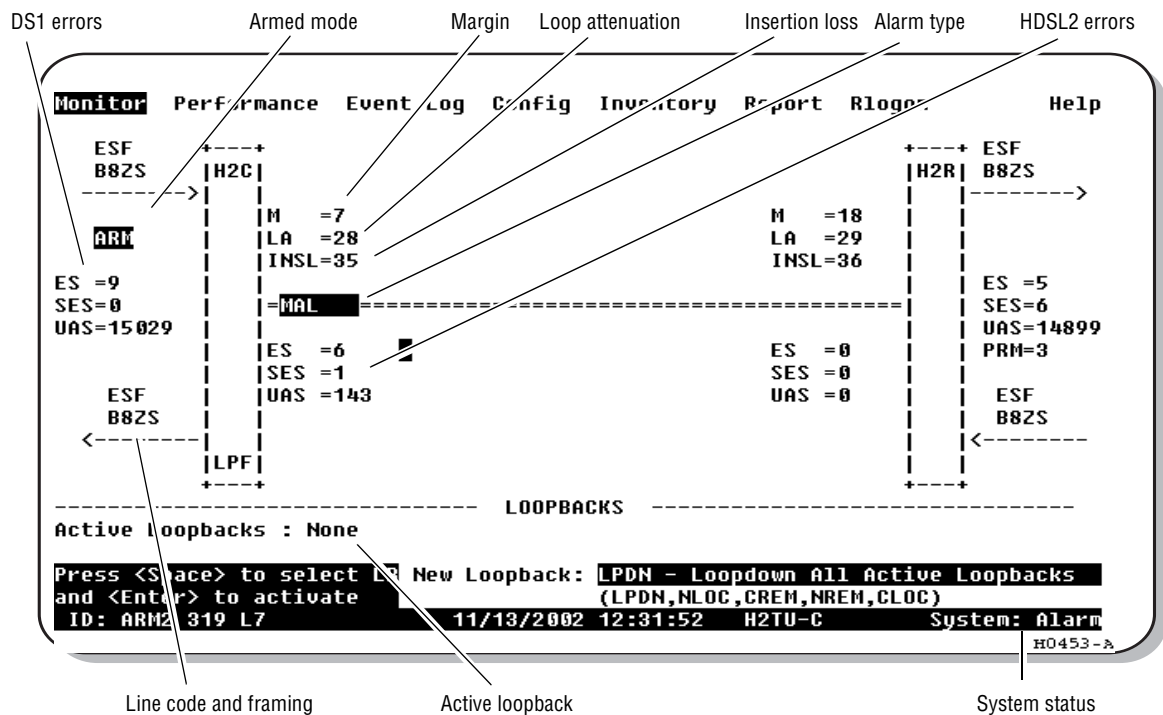 DS1 errors Armed mode Margin Loop attenuation Insertion loss Alarm type HDSL2 errors
Monitor Performance Event Log Config Inventory Report Rlogon Help
ESF +---+ +---+ ESF
B8ZS |H2C| |H2R| B8ZS
--------> -------->
M =7 M =18
ARM LA =28 LA =29
INSL=35 INSL=36
ES =9 ES =5
SES=0 =MAL ========================================= SES=6
UAS=15029 UAS=14899
ES =6 ES =0 PRM=3
SES =1 SES =0
ESF UAS =143 UAS =0 ESF
B8ZS B8ZS
<-------- <--------
|LPF|
+---+ +---+
-------------------------------- LOOPBACKS --------------------------------
Active Loopbacks : None
Press <Space> to select LB New Loopback: LPDN - Loopdown All Active Loopbacks
and <Enter> to activate (LPDN,NLOC,CREM,NREM,CLOC)
ID: ARM2 319 L7 11/13/2002 12:31:52 H2TU-C System: Alarm
H0453-A
Line code and framing Active loopback System status